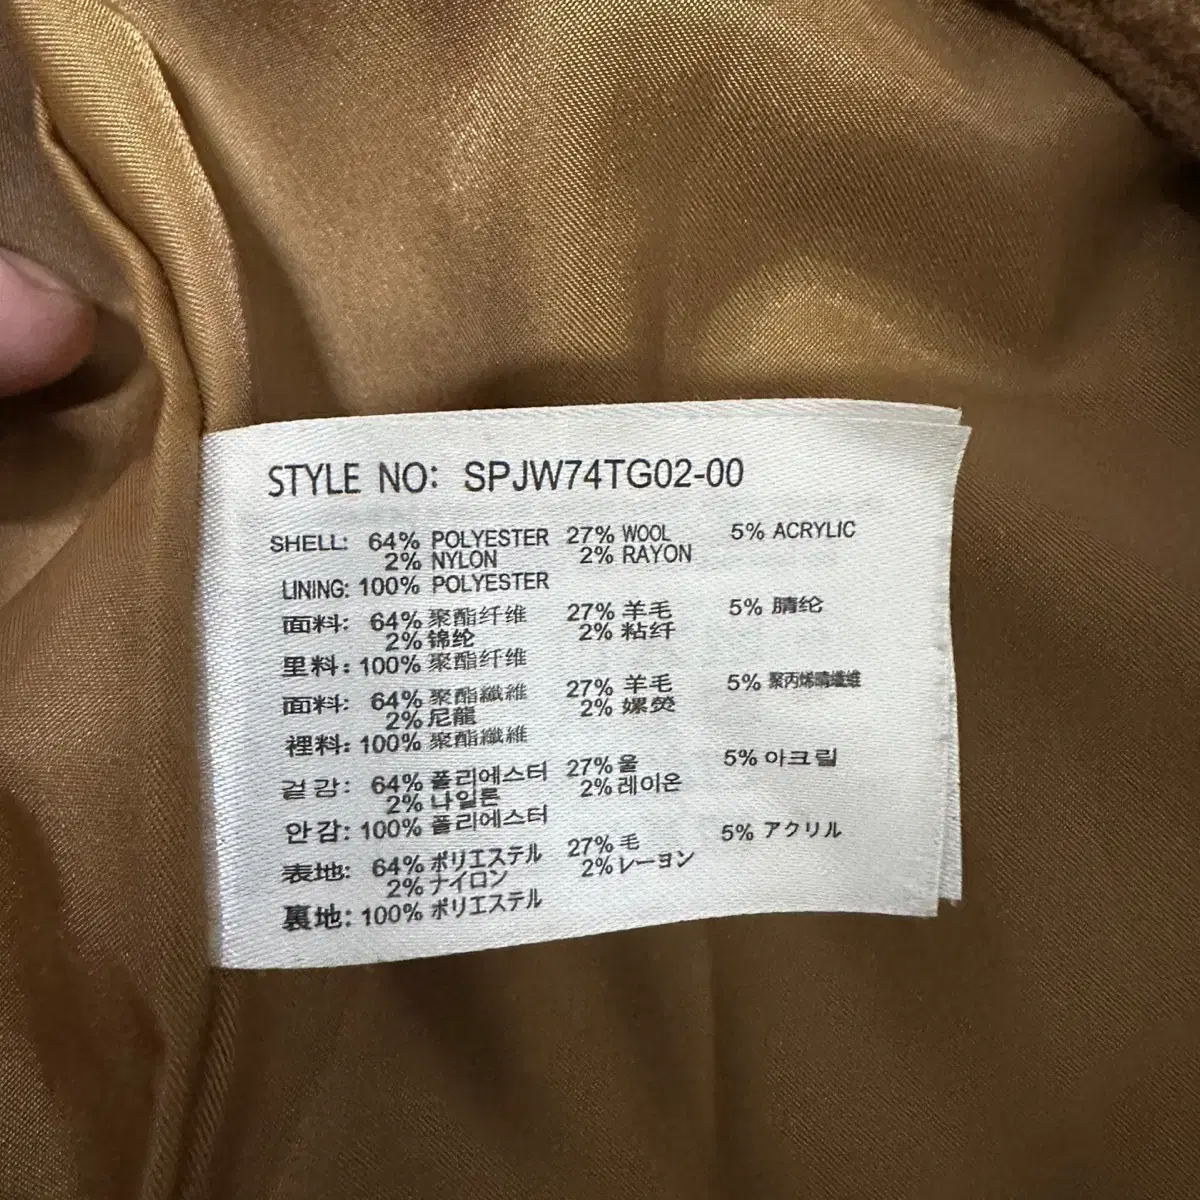 STYLE NO: SPJW74TG02-00
SHELL: 64% POLYESTER 27% WOOL 5% ACRYLIC
2% NYLON 2% RAYON
LINING: 100% POLYESTER
面料: 64% 聚酯纤维 27% 羊毛 5% 腈纶
2% 锦纶 2% 粘纤
里料: 100% 聚酯纤维
面料: 64% 聚酯纖維 27% 羊毛 5% 聚丙烯晴纖維
2% 尼龍 2% 嫘熒
裡料: 100% 聚酯纖維
겉감: 64% 폴리에스터 27% 울 5% 아크릴
2% 나일론 2% 레이온
안감: 100% 폴리에스터
表地: 64% ポリエステル 27% 毛 5% アクリル
2% ナイロン 2% レーヨン
裏地: 100% ポリエステル